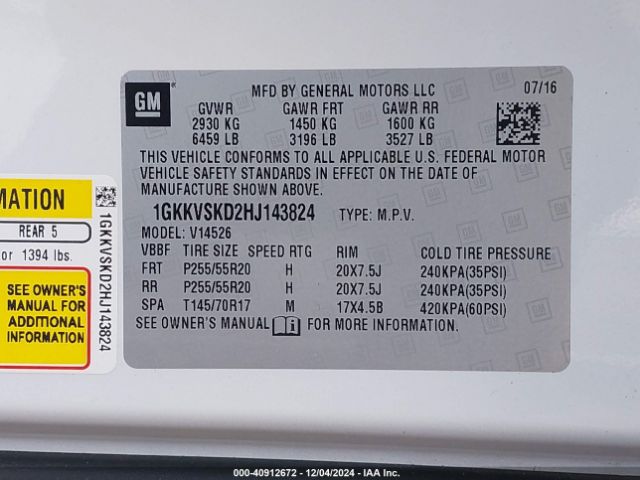 GM
MFD BY GENERAL MOTORS LLC 07/16
GVWR GAWR FRT GAWR RR
2930 KG 1450 KG 1600 KG
6459 LB 3196 LB 3527 LB
THIS VEHICLE CONFORMS TO ALL APPLICABLE U.S. FEDERAL MOTOR
VEHICLE SAFETY STANDARDS IN EFFECT ON THE DATE OF
MANUFACTURE SHOWN ABOVE.
1GKKVSKD2HJ143824 TYPE: M.P.V.
MODEL: V14526
VBBF TIRE SIZE SPEED RTG RIM COLD TIRE PRESSURE
FRT P255/55R20 H 20X7.5J 240KPA(35PSI)
RR P255/55R20 H 20X7.5J 240KPA(35PSI)
SPA T145/70R17 M 17X4.5B 420KPA(60PSI)
SEE OWNER'S MANUAL FOR MORE INFORMATION.
MATION
REAR 5
or 1394 lbs.
SEE OWNER'S
MANUAL FOR
ADDITIONAL
INFORMATION
1GKKVSKD2HJ143824
000-40912672 - 12/04/2024 - IAA Inc.